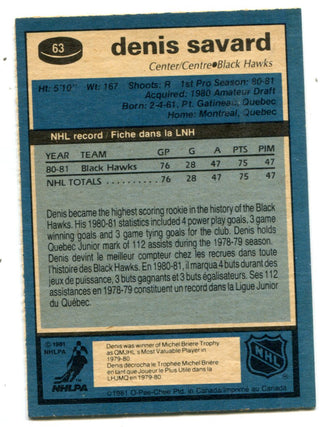 63
denis savard
Center/Centre•Black Hawks
Ht: 5'10" Wt: 167 Shoots: R 1st Pro Season: 80-81
Acquired: 1980 Amateur Draft
Born: 2-4-61, Pt. Gatineau, Quebec
Home: Montreal, Quebec
NHL record / Fiche dans la LNH
YEAR TEAM GP G A PTS PIM
80-81 Black Hawks 76 28 47 75 47
NHL TOTALS 76 28 47 75 47
Denis became the highest scoring rookie in the history of the Black
Hawks. His 1980-81 statistics included 4 power play goals, 3 game
winning goals and 3 game tying goals for the club. Denis holds
Quebec Junior mark of 112 assists during the 1978-79 season.
Denis devint le meilleur compteur chez les recrues dans toute
l'histoire des Black Hawks. En 1980-81, il marqua 4 buts durant des
jeux de puissance, 3 buts gagnants et 3 buts égalisateurs. Ses 112
assistances en 1978-79 constituent un record dans la Ligue Junior
du Québec.
© 1981
NHLPA
NHLPA
Denis was winner of Michel Briere Trophy
as QMJHL's Most Valuable Player in
1979-80.
Denis décrocha le Trophée Michel Briere
en tant que Joueur le Plus Utile dans la
LHJMQ en 1979-80.
NHL
©1981 O-Pee-Chee Ptd. in Canada/Imprimé au Canada